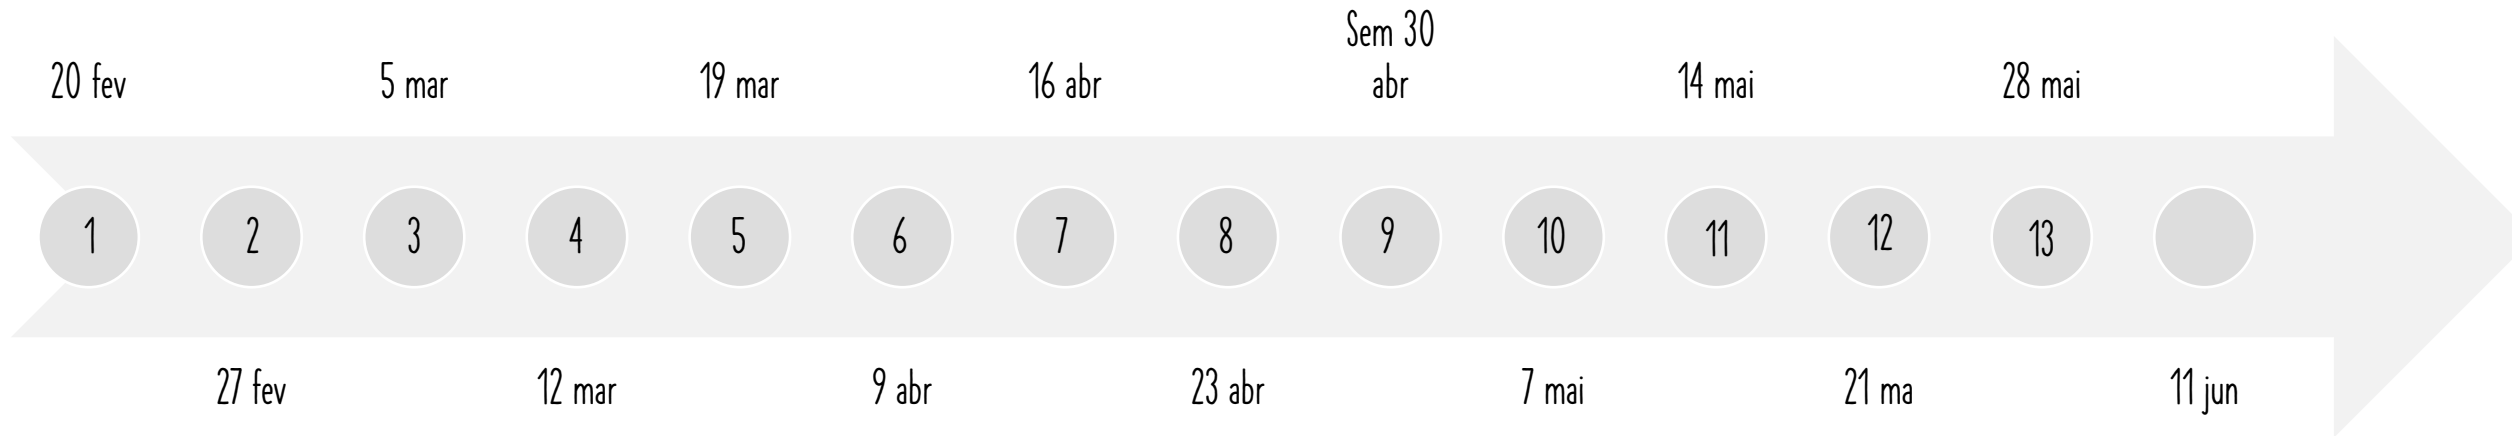 Sem 30
abr
20 fev
5 mar
19 mar
16 abr
14 mai
28 mai
1
2
3
4
5
6
7
8
9
10
11
12
13
27 fev
12 mar
9 abr
23 abr
7 mai
21 ma
11 jun